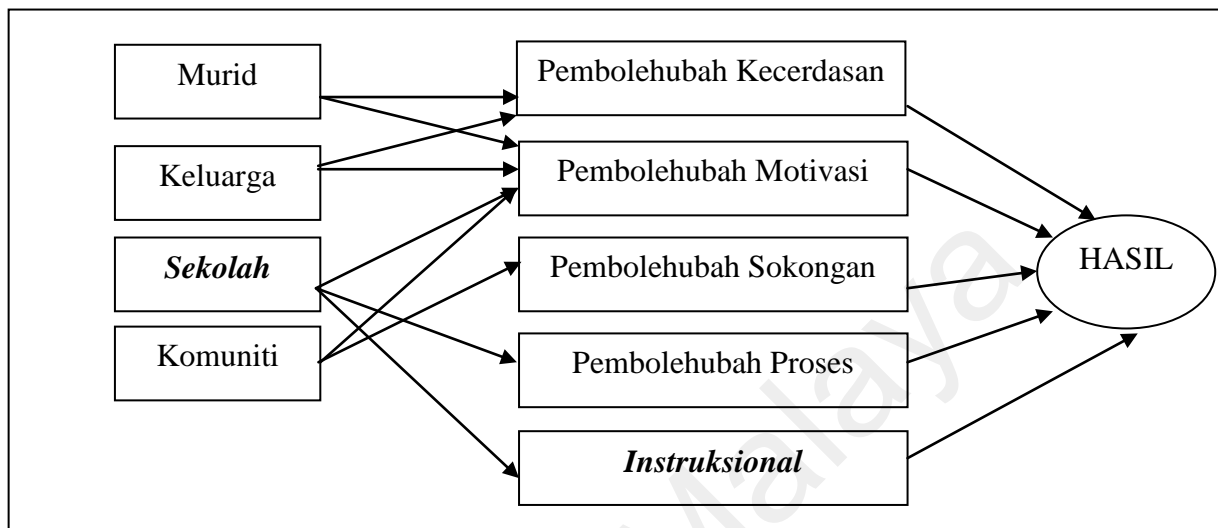 Murid
Keluarga
Sekolah
Komuniti
Pembolehubah Kecerdasan
Pembolehubah Motivasi
Pembolehubah Sokongan
Pembolehubah Proses
Instruksional
HASIL
Malaya